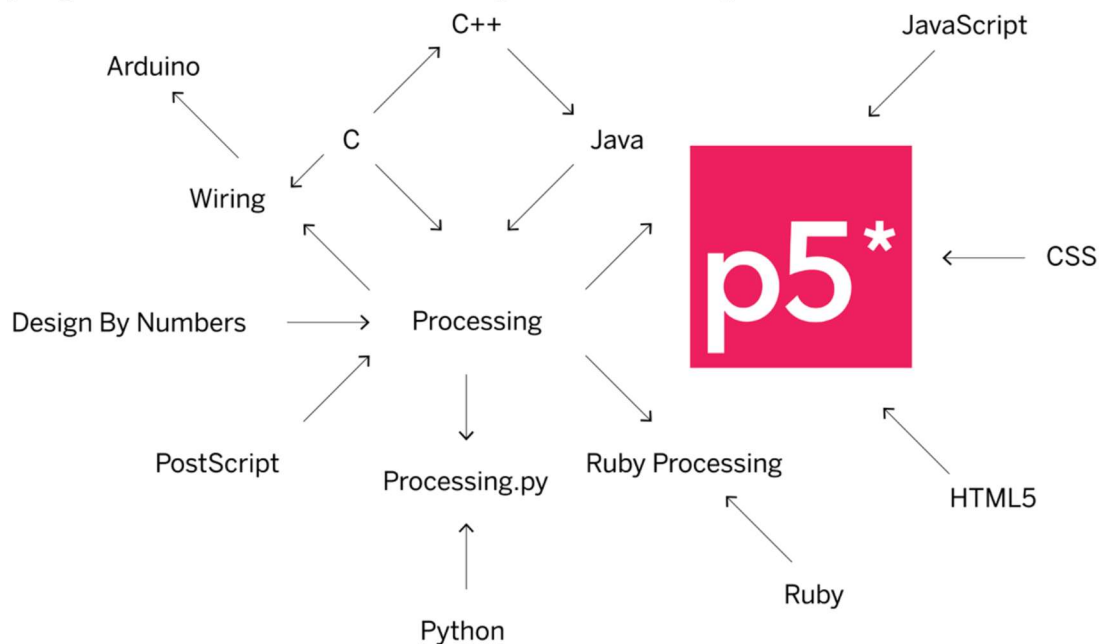 C++
JavaScript
Arduino
C
Java
Wiring
p5*
CSS
Design By Numbers
Processing
PostScript
Ruby Processing
Processing.py
HTML5
Ruby
Python